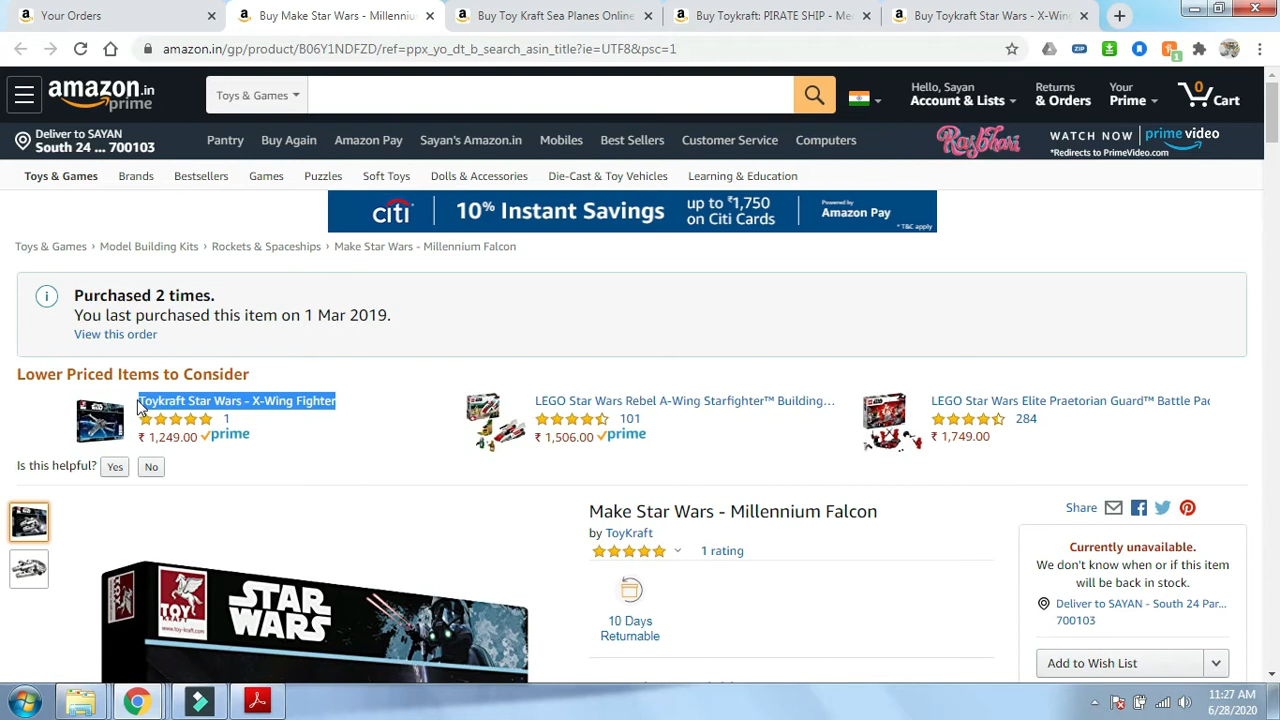 Your Orders
Buy Make Star Wars - Millenniu
Buy Toy Kraft Sea Planes Online
Buy Toykraft: PIRATE SHIP - Me
Buy Toykraft Star Wars - X-Wing
amazon.in/gp/product/B06Y1NDFZD/ref=ppx_yo_dt_b_search_asin_title?ie=UTF8&psc=1
ZIP
1
amazon.in
prime
Toys & Games
Hello, Sayan
Account & Lists
Returns
& Orders
Your
Prime
0
Cart
Deliver to SAYAN
South 24 ... 700103
Pantry
Buy Again
Amazon Pay
Sayan's Amazon.in
Mobiles
Best Sellers
Customer Service
Computers
Rasbhari
WATCH NOW
prime video
*Redirects to PrimeVideo.com
Toys & Games
Brands
Bestsellers
Games
Puzzles
Soft Toys
Dolls & Accessories
Die-Cast & Toy Vehicles
Learning & Education
citi
10% Instant Savings
up to ₹1,750
on Citi Cards
Powered by
Amazon Pay
*T&C apply
Toys & Games › Model Building Kits › Rockets & Spaceships › Make Star Wars - Millennium Falcon
Purchased 2 times.
You last purchased this item on 1 Mar 2019.
View this order
Lower Priced Items to Consider
Toykraft Star Wars - X-Wing Fighter
1
₹ 1,249.00 prime
LEGO Star Wars Rebel A-Wing Starfighter™ Building...
101
₹ 1,506.00 prime
LEGO Star Wars Elite Praetorian Guard™ Battle Pac
284
₹ 1,749.00
Is this helpful?
Yes
No
Make Star Wars - Millennium Falcon
by ToyKraft
1 rating
10 Days
Returnable
Share
Currently unavailable.
We don't know when or if this item
will be back in stock.
Deliver to SAYAN - South 24 Par...
700103
Add to Wish List
TOY
KRAFT
www.toy-kraft.com
STAR
WARS
11:27 AM
6/28/2020